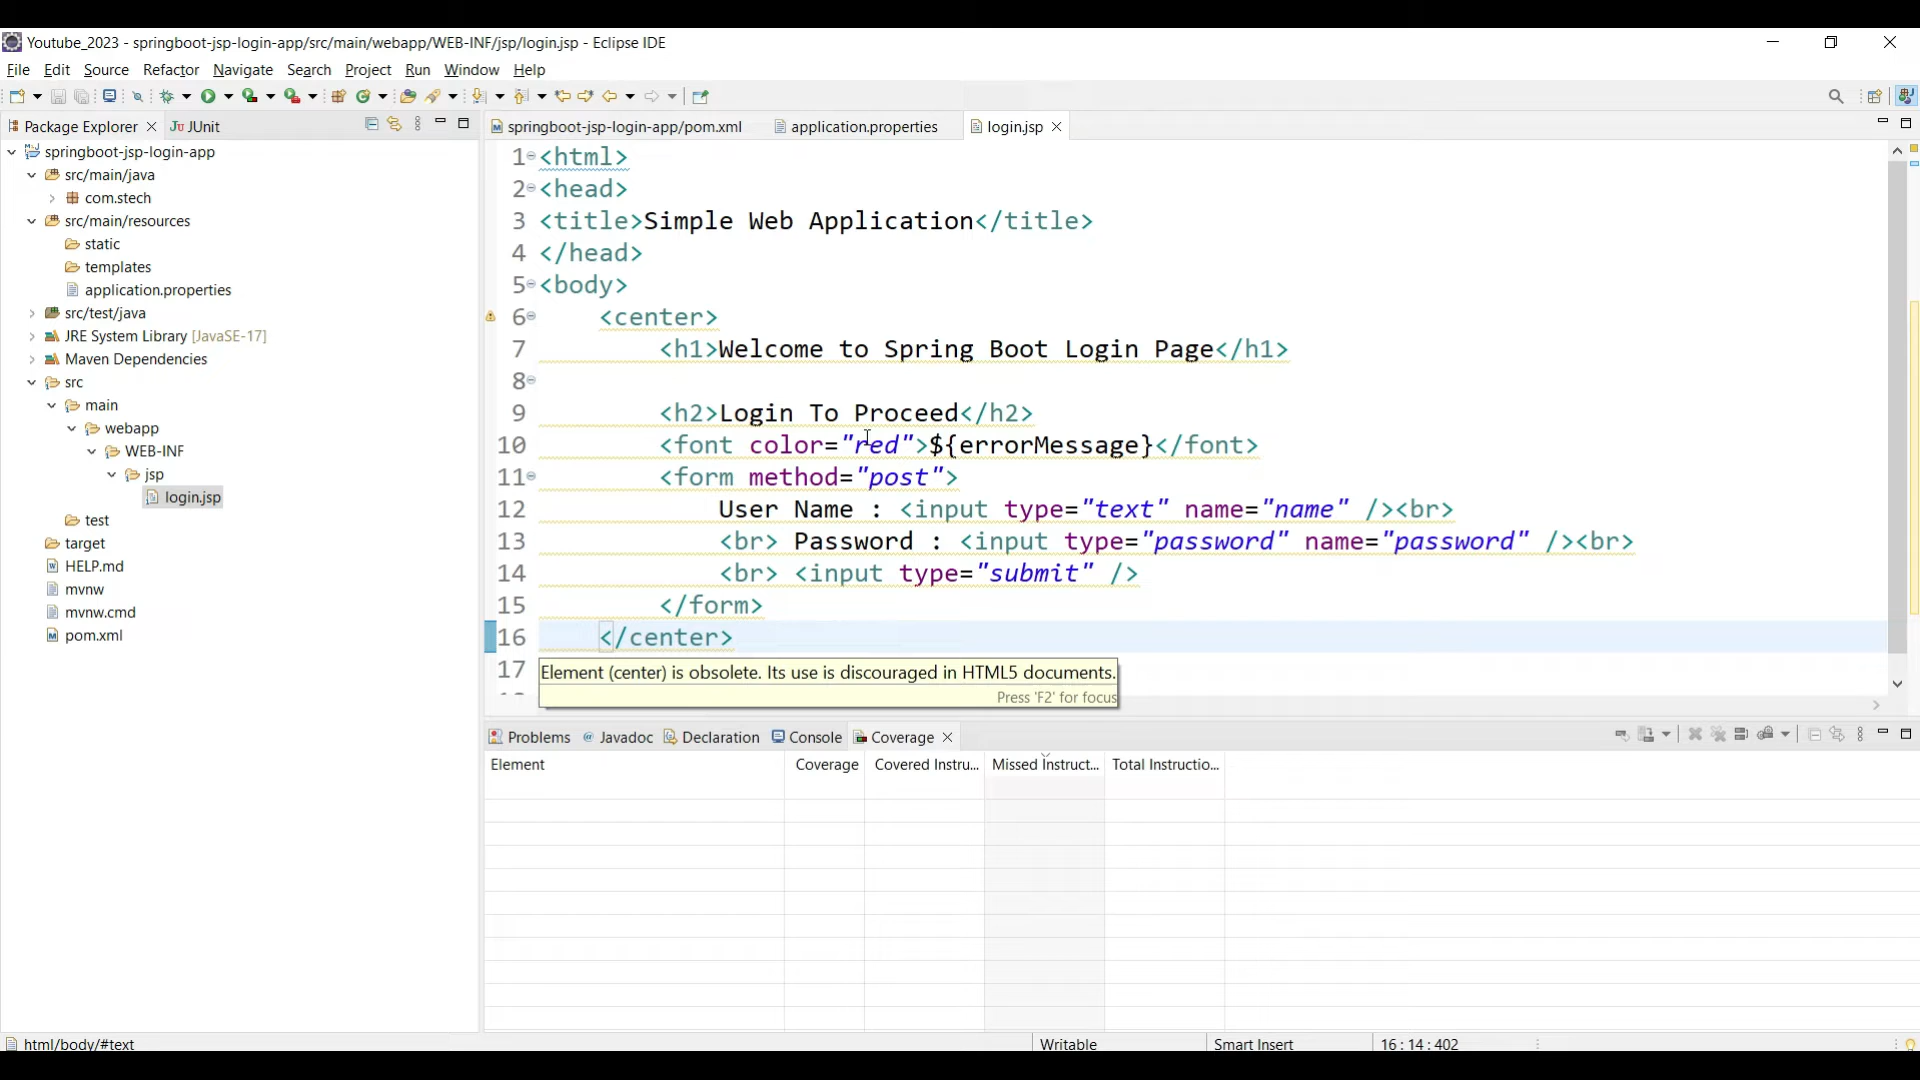 Youtube_2023 - springboot-jsp-login-app/src/main/webapp/WEB-INF/jsp/login.jsp - Eclipse IDE
File Edit Source Refactor Navigate Search Project Run Window Help
Package Explorer
JUnit
springboot-jsp-login-app
src/main/java
com.stech
src/main/resources
static
templates
application.properties
src/test/java
JRE System Library [JavaSE-17]
Maven Dependencies
src
main
webapp
WEB-INF
jsp
login.jsp
test
target
HELP.md
mvnw
mvnw.cmd
pom.xml
springboot-jsp-login-app/pom.xml
application.properties
login.jsp
1 <html>
2 <head>
3 <title>Simple Web Application</title>
4 </head>
5 <body>
6 <center>
7 <h1>Welcome to Spring Boot Login Page</h1>
8
9 <h2>Login To Proceed</h2>
10 <font color="red">${errorMessage}</font>
11 <form method="post">
12 User Name : <input type="text" name="name" /><br>
13 <br> Password : <input type="password" name="password" /><br>
14 <br> <input type="submit" />
15 </form>
16 </center>
17
Element (center) is obsolete. Its use is discouraged in HTML5 documents.
Press 'F2' for focus
Problems Javadoc Declaration Console Coverage
Element Coverage Covered Instru... Missed Instruct... Total Instructio...
html/body/#text Writable Smart Insert 16 : 14 : 402